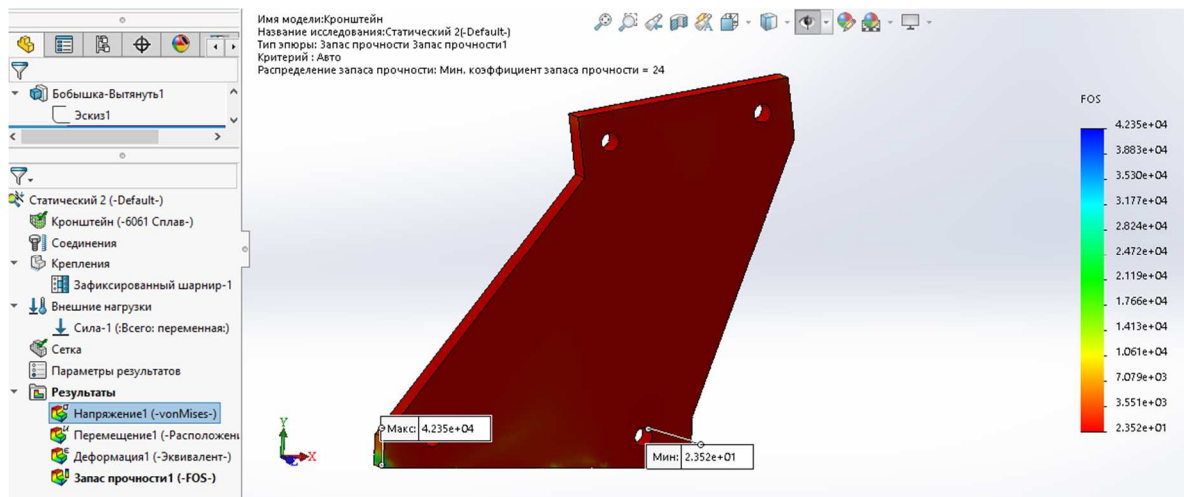 Имя модели:Кронштейн
Название исследования:Статический 2(-Default-)
Тип эпюры: Запас прочности Запас прочности1
Критерий : Авто
Распределение запаса прочности: Мин. коэффициент запаса прочности = 24
Бобышка-Вытянуть1
Эскиз1
Статический 2 (-Default-)
Кронштейн (-6061 Сплав-)
Соединения
Крепления
Зафиксированный шарнир-1
Внешние нагрузки
Сила-1 (:Всего: переменная:)
Сетка
Параметры результатов
Результаты
Напряжение1 (-vonMises-)
Перемещение1 (-Расположен
Деформация1 (-Эквивалент-)
Запас прочности1 (-FOS-)
Y
X
Макс: 4.235e+04
Мин: 2.352e+01
FOS
4.235e+04
3.883e+04
3.530e+04
3.177e+04
2.824e+04
2.472e+04
2.119e+04
1.766e+04
1.413e+04
1.061e+04
7.079e+03
3.551e+03
2.352e+01